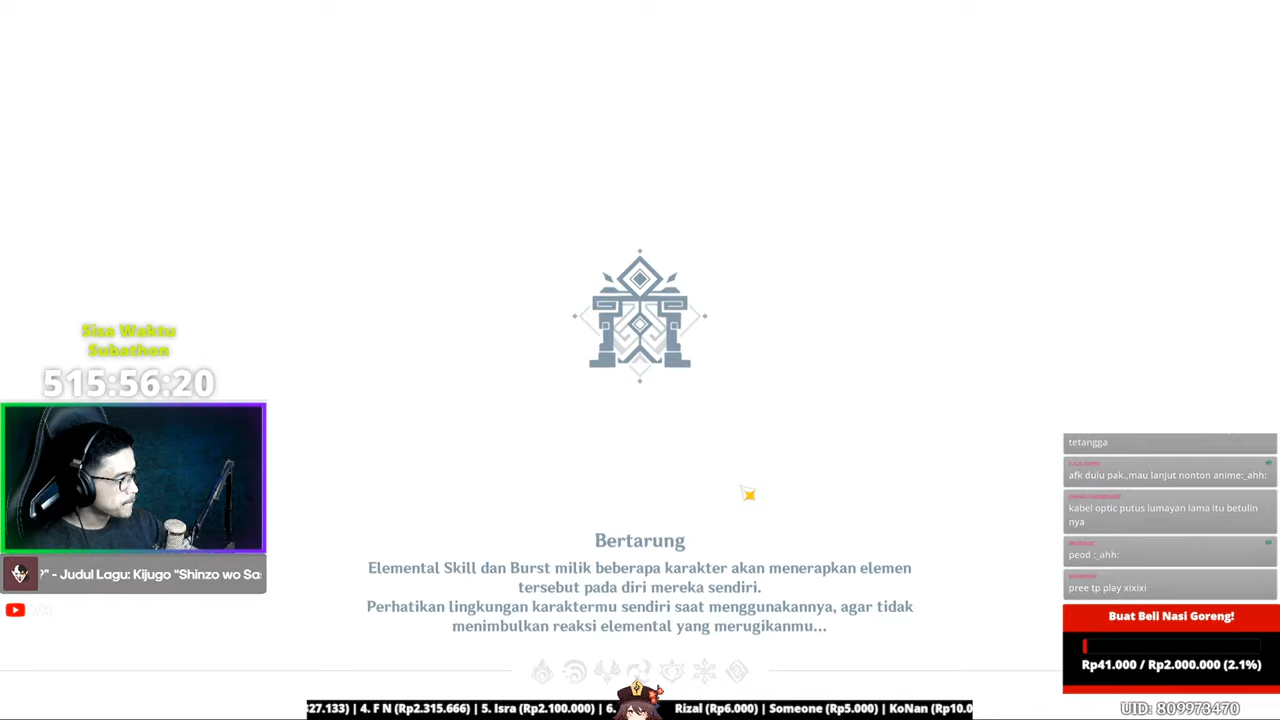 Sisa Waktu
Subathon
515:56:20
?” - Judul Lagu: Kijugo “Shinzo wo Sa
Bertarung
Elemental Skill dan Burst milik beberapa karakter akan menerapkan elemen
tersebut pada diri mereka sendiri.
Perhatikan lingkungan karaktermu sendiri saat menggunakannya, agar tidak
menimbulkan reaksi elemental yang merugikanmu...
tetangga
afk dulu pak.,mau lanjut nonton anime:_ahh:
kabel optic putus lumayan lama itu betulin
nya
peod :_ahh:
pree tp play xixixi
Buat Beli Nasi Goreng!
Rp41.000 / Rp2.000.000 (2.1%)
327.133) | 4. F N (Rp2.315.666) | 5. Isra (Rp2.100.000) | 6.
Rizal (Rp6.000) | Someone (Rp5.000) | KoNan (Rp10.0
UID: 809973470